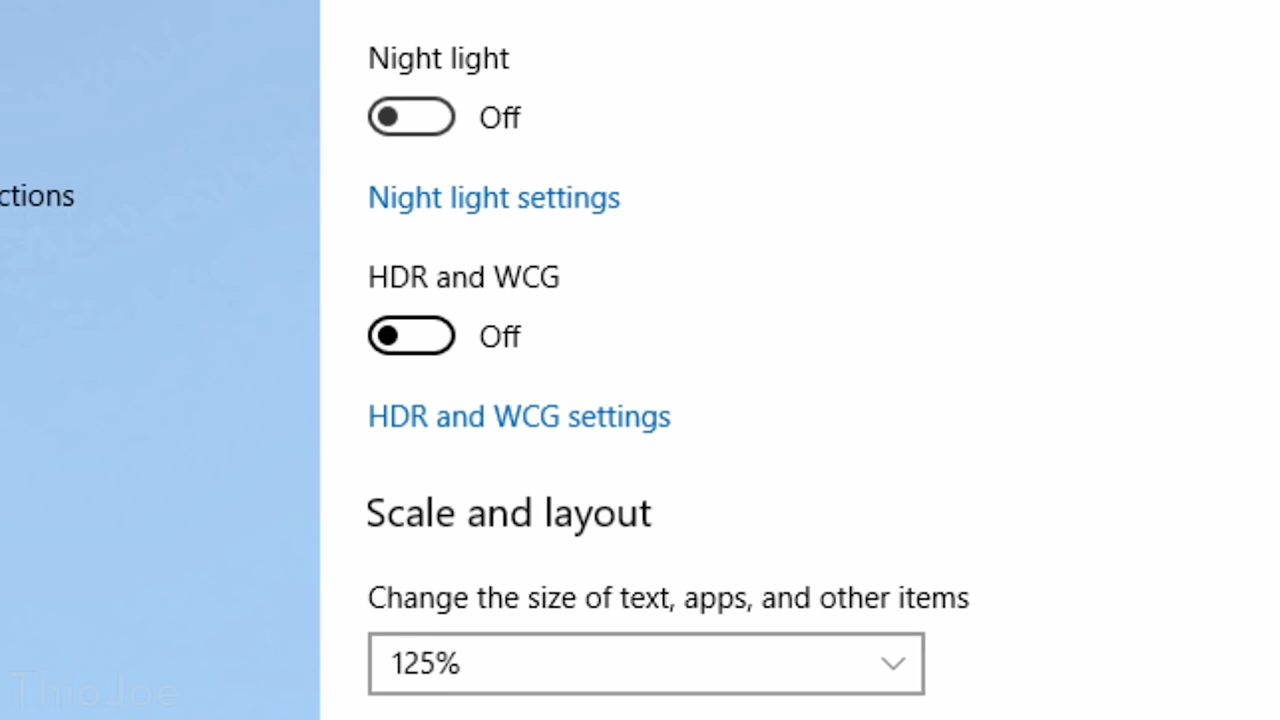 Night light
Off
ctions
Night light settings
HDR and WCG
Off
HDR and WCG settings
Scale and layout
Change the size of text, apps, and other items
125%
ThioJoe